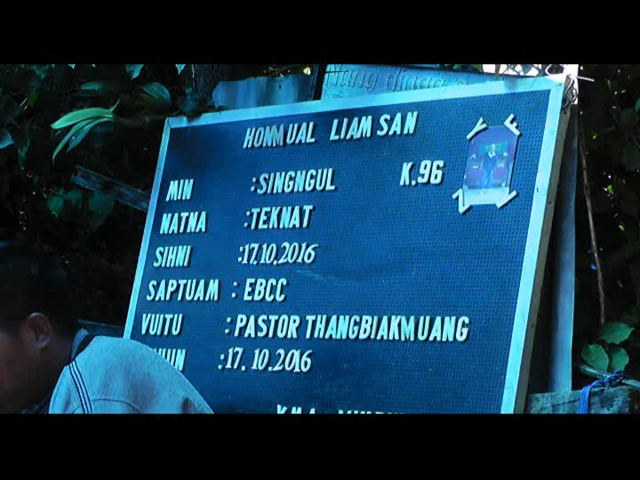 HONMUAL LIAM SAN
MIN :SINGNGUL K.96
NATNA :TEKNAT
SIHNI :17.10.2016
SAPTUAM : EBCC
VUITU : PASTOR THANGBIAKMUANG
:17.10.2016